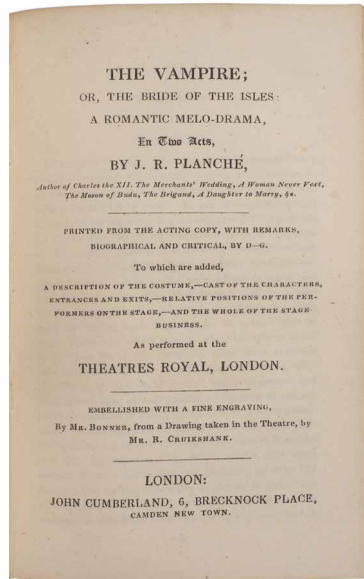 THE VAMPIRE;
OR, THE BRIDE OF THE ISLES:
A ROMANTIC MELO-DRAMA,
In Two Acts,
BY J. R. PLANCHÉ,
Author of Charles the XII. The Merchants' Wedding, A Woman Never Vext,
The Mason of Buda, The Brigand, A Daughter to Marry, &c.
PRINTED FROM THE ACTING COPY, WITH REMARKS,
BIOGRAPHICAL AND CRITICAL, BY D—G.
To which are added,
A DESCRIPTION OF THE COSTUME,—CAST OF THE CHARACTERS,
ENTRANCES AND EXITS,—RELATIVE POSITIONS OF THE PER-
FORMERS ON THE STAGE,—AND THE WHOLE OF THE STAGE
BUSINESS.
As performed at the
THEATRES ROYAL, LONDON.
EMBELLISHED WITH A FINE ENGRAVING,
By MR. BONNER, from a Drawing taken in the Theatre, by
MR. R. CRUIKSHANK.
LONDON:
JOHN CUMBERLAND, 6, BRECKNOCK PLACE,
CAMDEN NEW TOWN.